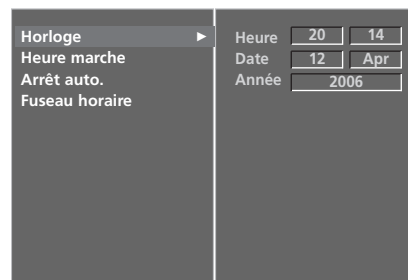 Horloge ►
Heure marche
Arrêt auto.
Fuseau horaire
Heure 20 14
Date 12 Apr
Année 2006